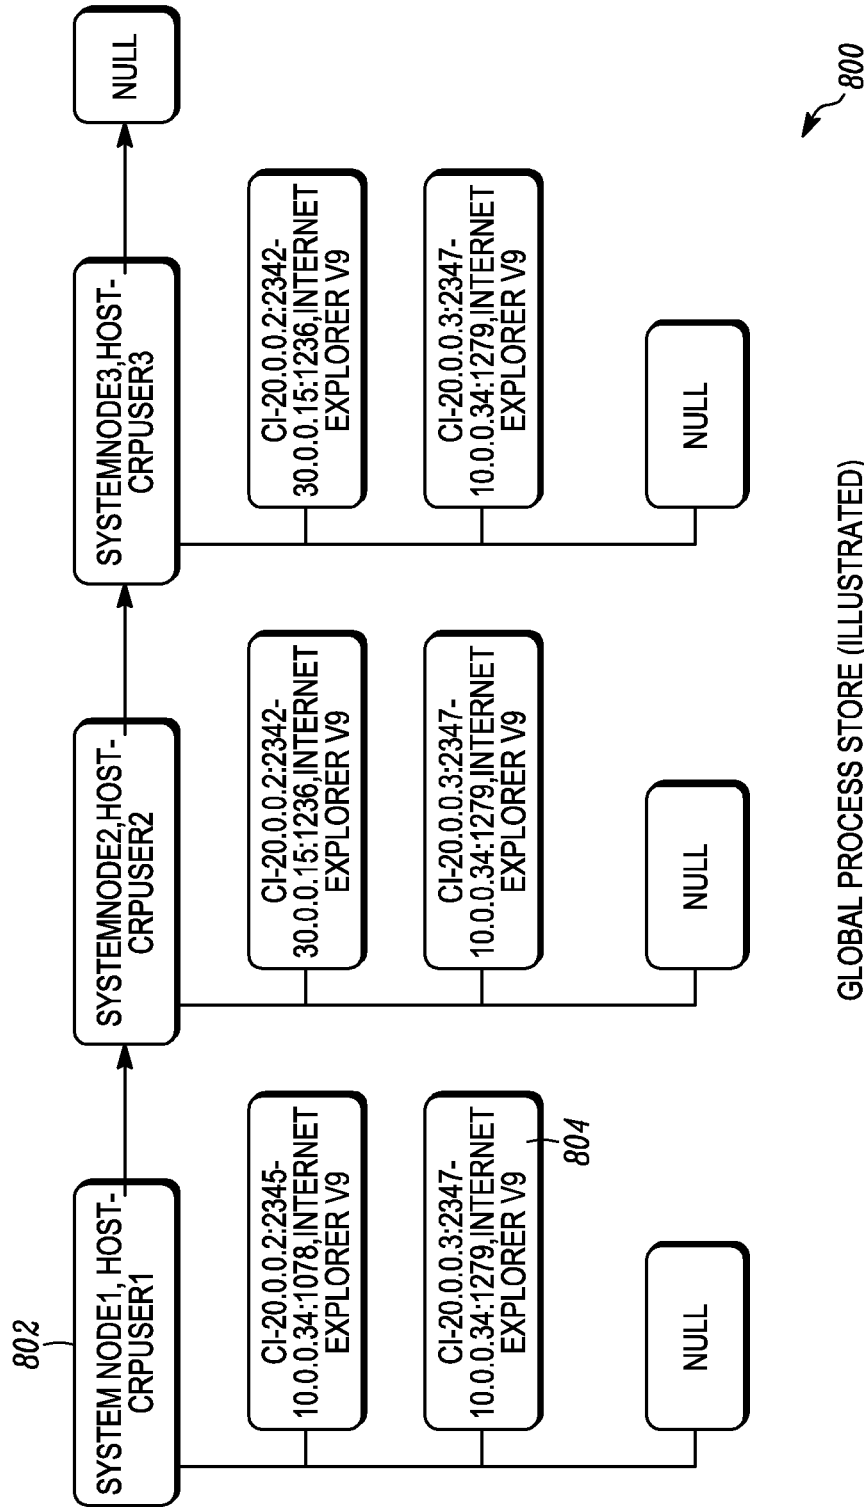 802
SYSTEM NODE1, HOST-
CRPUSER1
CI-20.0.0.2:2345-
10.0.0.34:1078,INTERNET
EXPLORER V9
CI-20.0.0.3:2347-
10.0.0.34:1279,INTERNET
EXPLORER V9
804
NULL
SYSTEMNODE2,HOST-
CRPUSER2
CI-20.0.0.2:2342-
30.0.0.15:1236,INTERNET
EXPLORER V9
CI-20.0.0.3:2347-
10.0.0.34:1279,INTERNET
EXPLORER V9
NULL
SYSTEMNODE3,HOST-
CRPUSER3
CI-20.0.0.2:2342-
30.0.0.15:1236,INTERNET
EXPLORER V9
CI-20.0.0.3:2347-
10.0.0.34:1279,INTERNET
EXPLORER V9
NULL
NULL
800
GLOBAL PROCESS STORE (ILLUSTRATED)